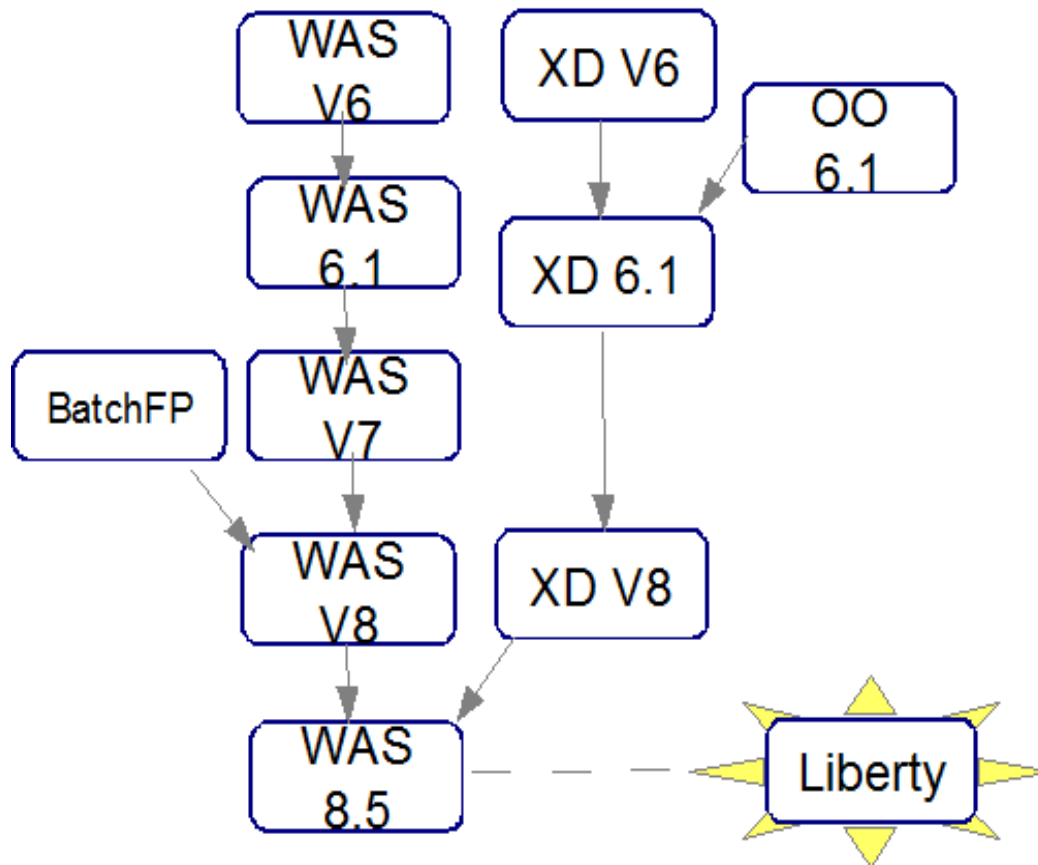 WAS
V6
XD V6
OO
6.1
WAS
6.1
XD 6.1
BatchFP
WAS
V7
WAS
V8
XD V8
WAS
8.5
Liberty